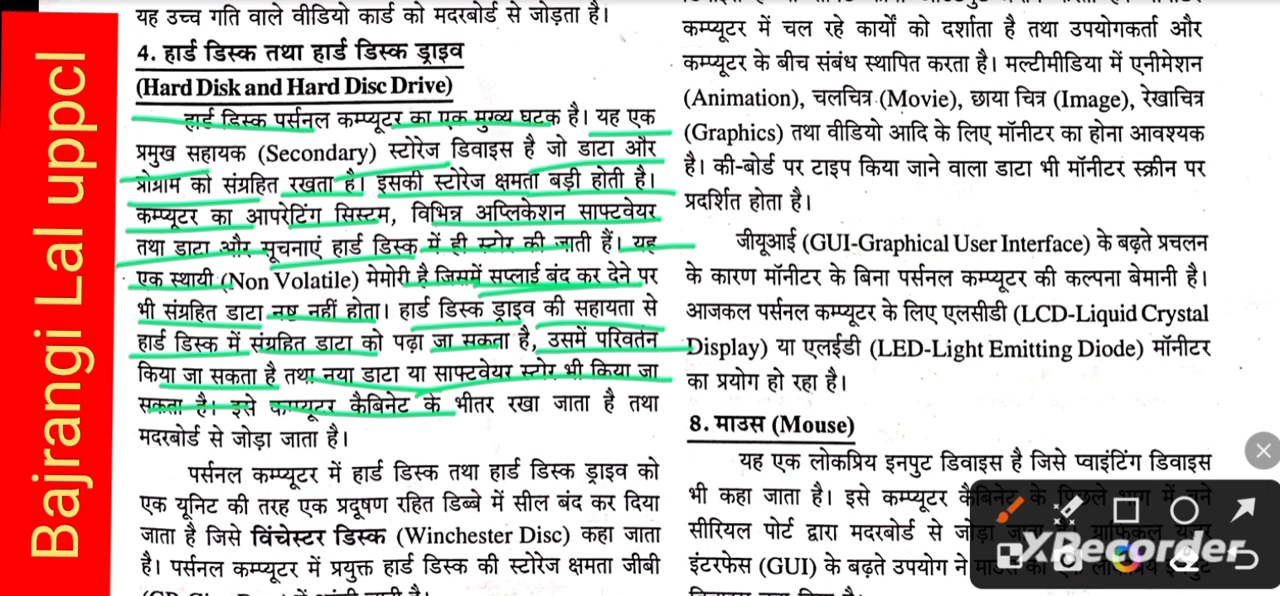 Bajrangi Lal uppcl
यह उच्च गति वाले वीडियो कार्ड को मदरबोर्ड से जोड़ता है।
4. हार्ड डिस्क तथा हार्ड डिस्क ड्राइव
(Hard Disk and Hard Disc Drive)
हार्ड डिस्क पर्सनल कम्प्यूटर का एक मुख्य घटक है। यह एक
प्रमुख सहायक (Secondary) स्टोरेज डिवाइस है जो डाटा और
प्रोग्राम को संग्रहित रखता है। इसकी स्टोरेज क्षमता बड़ी होती है।
कम्प्यूटर का आपरेटिंग सिस्टम, विभिन्न अप्लिकेशन साफ्टवेयर
तथा डाटा और सूचनाएं हार्ड डिस्क में ही स्टोर की जाती हैं। यह
एक स्थायी (Non Volatile) मेमोरी है जिसमें सप्लाई बंद कर देने पर
भी संग्रहित डाटा नष्ट नहीं होता। हार्ड डिस्क ड्राइव की सहायता से
हार्ड डिस्क में संग्रहित डाटा को पढ़ा जा सकता है, उसमें परिवर्तन
किया जा सकता है तथा नया डाटा या साफ्टवेयर स्टोर भी किया जा
सकता है। इसे कम्प्यूटर कैबिनेट के भीतर रखा जाता है तथा
मदरबोर्ड से जोड़ा जाता है।
पर्सनल कम्प्यूटर में हार्ड डिस्क तथा हार्ड डिस्क ड्राइव को
एक यूनिट की तरह एक प्रदूषण रहित डिब्बे में सील बंद कर दिया
जाता है जिसे विंचेस्टर डिस्क (Winchester Disc) कहा जाता
है। पर्सनल कम्प्यूटर में प्रयुक्त हार्ड डिस्क की स्टोरेज क्षमता जीबी
कम्प्यूटर में चल रहे कार्यों को दर्शाता है तथा उपयोगकर्ता और
कम्प्यूटर के बीच संबंध स्थापित करता है। मल्टीमीडिया में एनीमेशन
(Animation), चलचित्र (Movie), छाया चित्र (Image), रेखाचित्र
(Graphics) तथा वीडियो आदि के लिए मॉनीटर का होना आवश्यक
है। की-बोर्ड पर टाइप किया जाने वाला डाटा भी मॉनीटर स्क्रीन पर
प्रदर्शित होता है।
जीयूआई (GUI-Graphical User Interface) के बढ़ते प्रचलन
के कारण मॉनीटर के बिना पर्सनल कम्प्यूटर की कल्पना बेमानी है।
आजकल पर्सनल कम्प्यूटर के लिए एलसीडी (LCD-Liquid Crystal
Display) या एलईडी (LED-Light Emitting Diode) मॉनीटर
का प्रयोग हो रहा है।
8. माउस (Mouse)
यह एक लोकप्रिय इनपुट डिवाइस है जिसे प्वाइंटिंग डिवाइस
भी कहा जाता है। इसे कम्प्यूटर कैबिनेट के पिछले भाग में बने
सीरियल पोर्ट द्वारा मदरबोर्ड से जोड़ा
इंटरफेस (GUI) के बढ़ते उपयोग ने
XRecorder